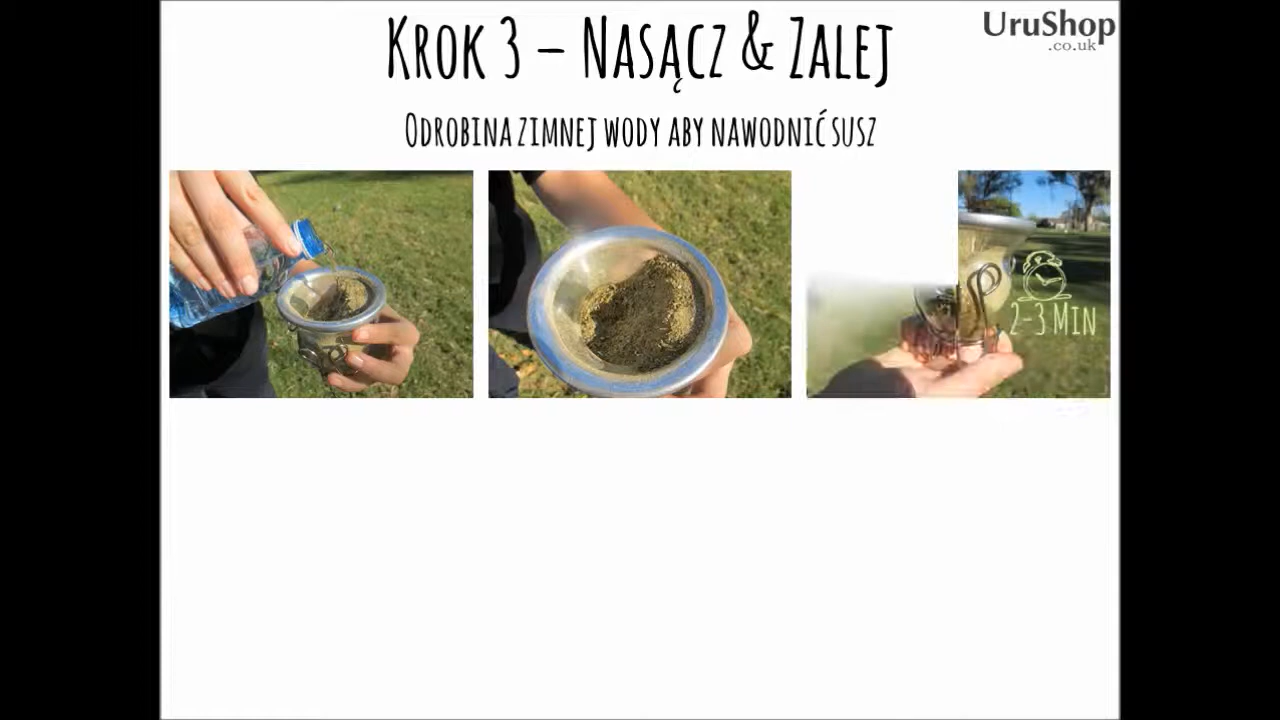 UruShop
.co.uk
Krok 3 – Nasącz & Zalej
Odrobina zimnej wody aby nawodnić susz
2-3 Min